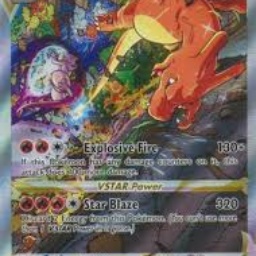 Explosive Fire 130+
If this Pokémon has any damage counters on it, this
attack does more damage.
VSTAR Power
Star Blaze 320
Discard 2 Energy from this Pokémon. (You can't use more
than 1 VSTAR Power in a game.)